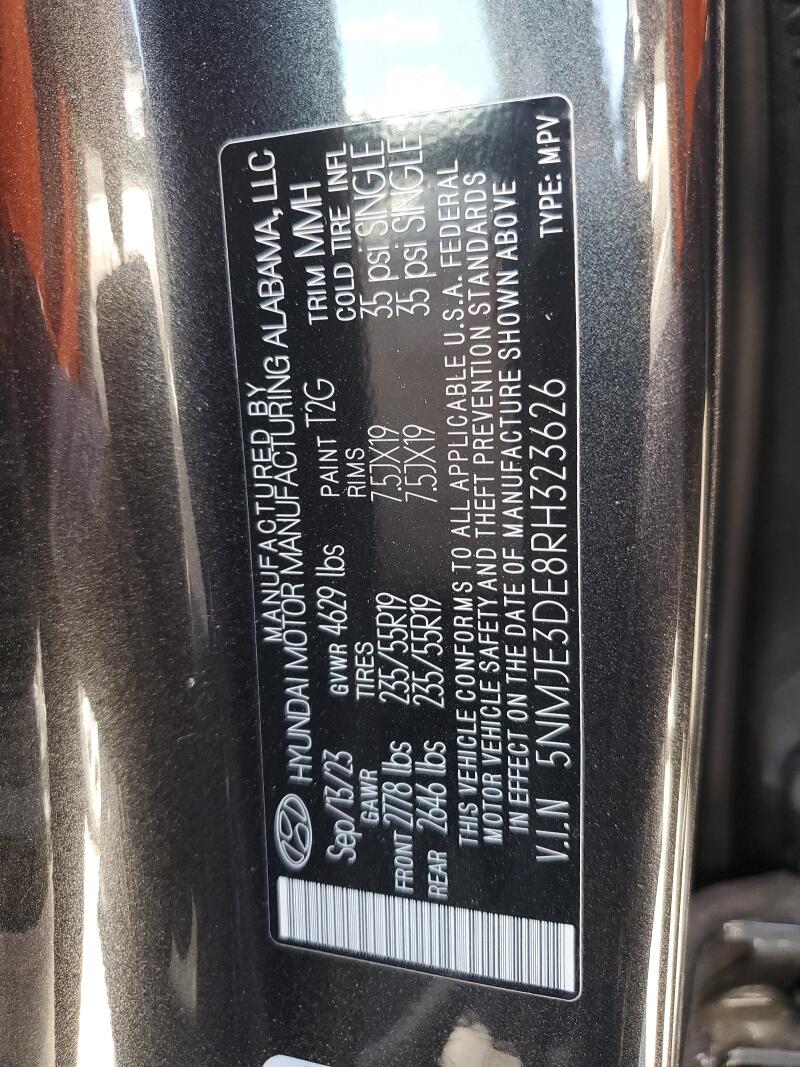 MANUFACTURED BY
HYUNDAI MOTOR MANUFACTURING ALABAMA, LLC
Sep/13/23 GVWR 4629 lbs PAINT T2G TRIM MMH
GAWR TIRES RIMS COLD TIRE INFL
FRONT 2778 lbs 235/55R19 7.5JX19 35 psi SINGLE
REAR 2646 lbs 235/55R19 7.5JX19 35 psi SINGLE
THIS VEHICLE CONFORMS TO ALL APPLICABLE U.S.A. FEDERAL
MOTOR VEHICLE SAFETY AND THEFT PREVENTION STANDARDS
IN EFFECT ON THE DATE OF MANUFACTURE SHOWN ABOVE
V.I.N 5NMJE3DE8RH323626 TYPE: MPV